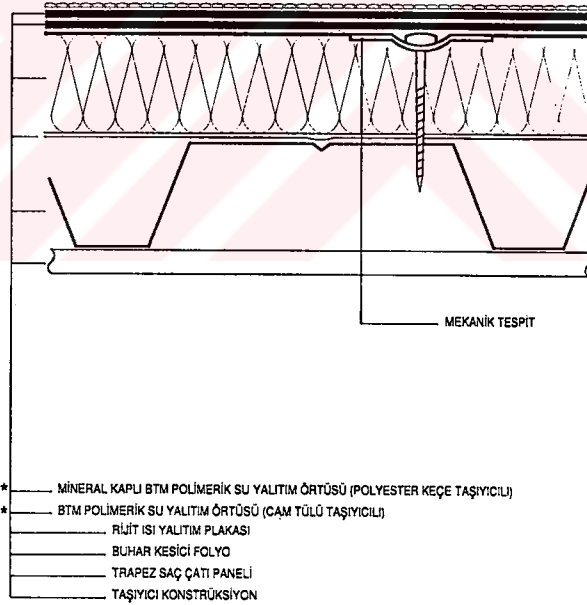 MEKANİK TESPİT
* MİNERAL KAPLI BTM POLİMERİK SU YALITIM ÖRTÜSÜ (POLYESTER KEÇE TAŞIYICILI)
* BTM POLİMERİK SU YALITIM ÖRTÜSÜ (CAM TÜLÜ TAŞIYICILI)
RİJİT ISI YALITIM PLAKASI
BUHAR KESİCİ FOLYO
TRAPEZ SAÇ ÇATI PANELİ
TAŞIYICI KONSTRÜKSİYON